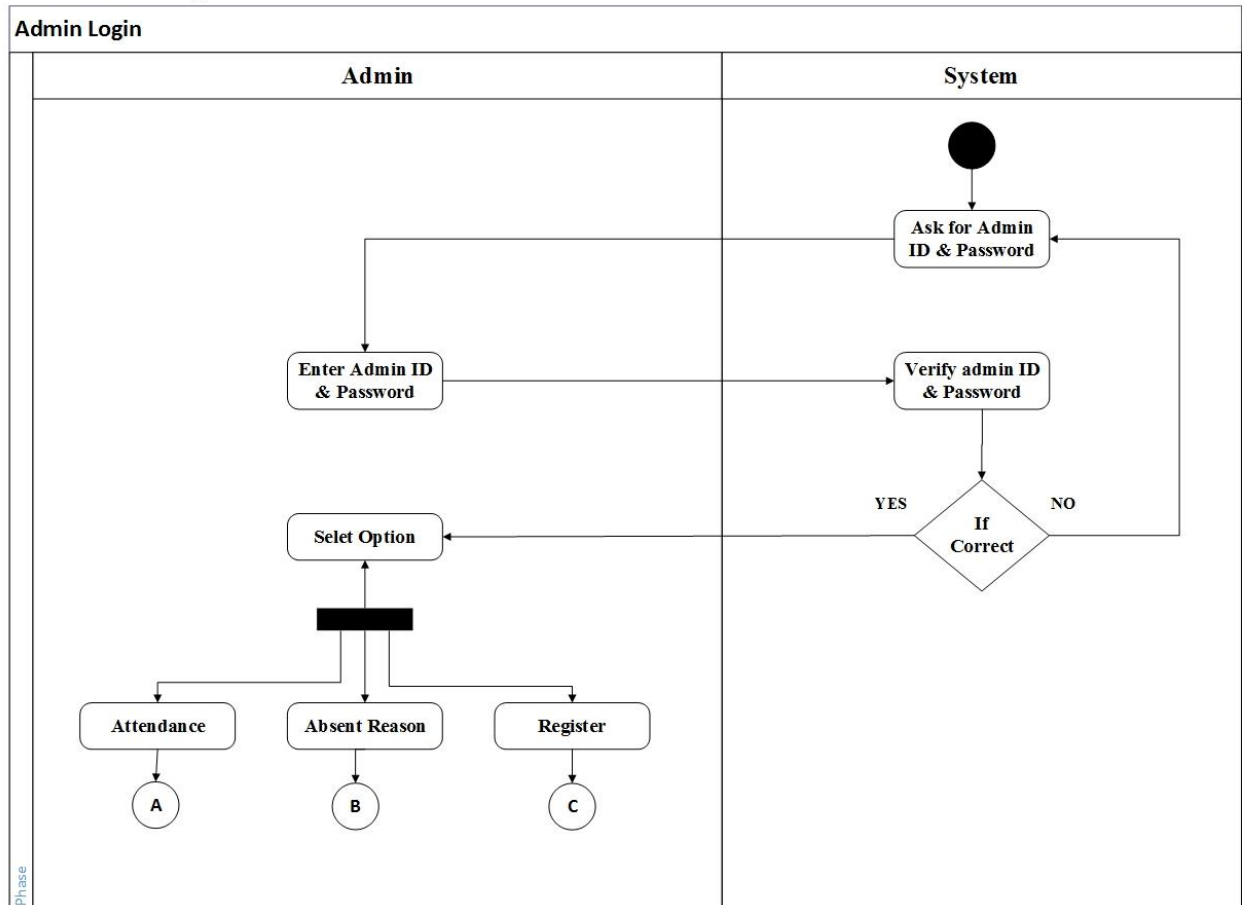 Admin Login
Admin
System
Ask for Admin
ID & Password
Enter Admin ID
& Password
Verify admin ID
& Password
YES
NO
If
Correct
Selet Option
Attendance
Absent Reason
Register
A
B
C
Phase